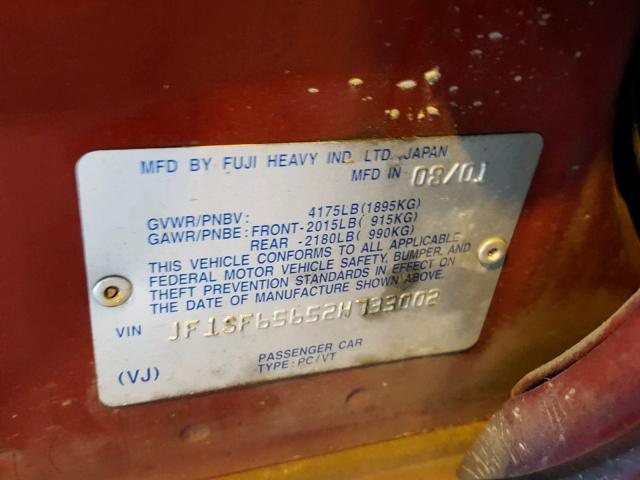 MFD BY FUJI HEAVY IND. LTD. JAPAN
MFD IN 08/01
GVWR/PNBV: 4175LB(1895KG)
GAWR/PNBE: FRONT-2015LB( 915KG)
REAR -2180LB( 990KG)
THIS VEHICLE CONFORMS TO ALL APPLICABLE
FEDERAL MOTOR VEHICLE SAFETY, BUMPER, AND
THEFT PREVENTION STANDARDS IN EFFECT ON
THE DATE OF MANUFACTURE SHOWN ABOVE.
VIN JF1SF65652H733002
PASSENGER CAR
(VJ) TYPE: PC/VT